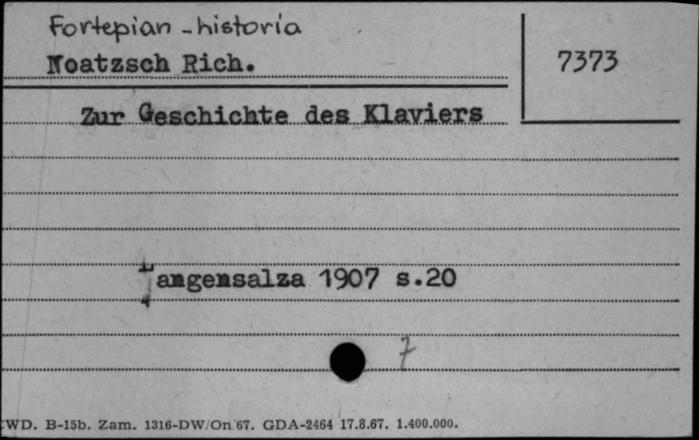 Fortepian - historia
Noatzsch Rich.
7373
Zur Geschichte des Klaviers
Langensalza 1907 s.20
7
WD. B-15b. Zam. 1316-DW/On 67. GDA-2464 17.8.67. 1.400.000.